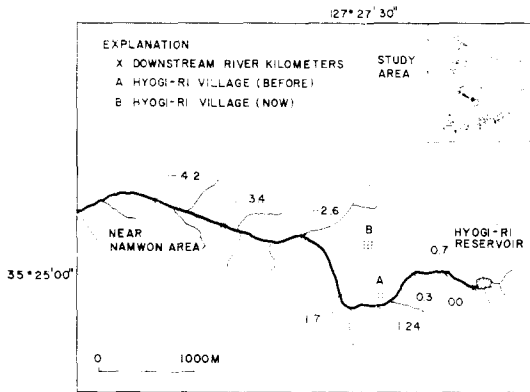 127° 27' 30"
EXPLANATION
X DOWNSTREAM RIVER KILOMETERS
A HYOGI-RI VILLAGE (BEFORE)
B HYOGI-RI VILLAGE (NOW)
STUDY
AREA
4.2
3.4
2.6
B
HYOGI-RI
RESERVOIR
NEAR
NAMWON AREA
0.7
35° 25' 00"
A
0.3
00
1.7
1.24
0 1000M